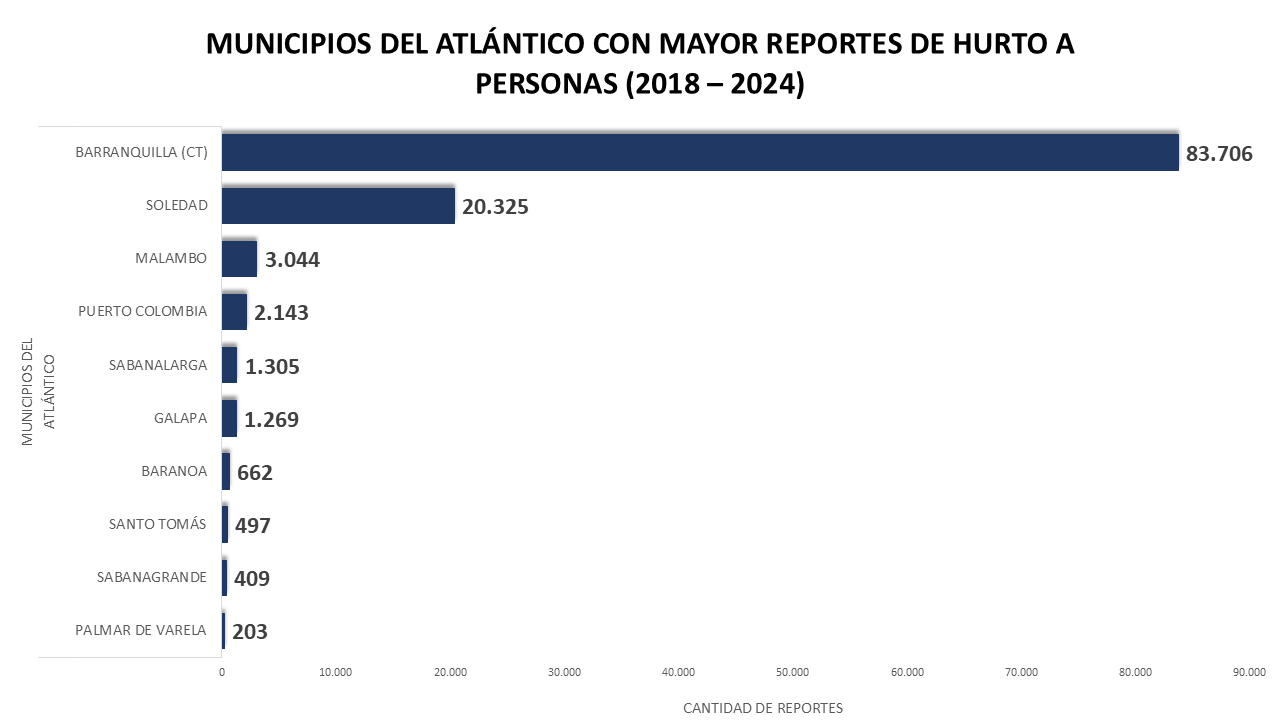 MUNICIPIOS DEL ATLÁNTICO CON MAYOR REPORTES DE HURTO A
PERSONAS (2018 – 2024)
MUNICIPIOS DEL
ATLÁNTICO
BARRANQUILLA (CT) 83.706
SOLEDAD 20.325
MALAMBO 3.044
PUERTO COLOMBIA 2.143
SABANALARGA 1.305
GALAPA 1.269
BARANOA 662
SANTO TOMÁS 497
SABANAGRANDE 409
PALMAR DE VARELA 203
0 10.000 20.000 30.000 40.000 50.000 60.000 70.000 80.000 90.000
CANTIDAD DE REPORTES